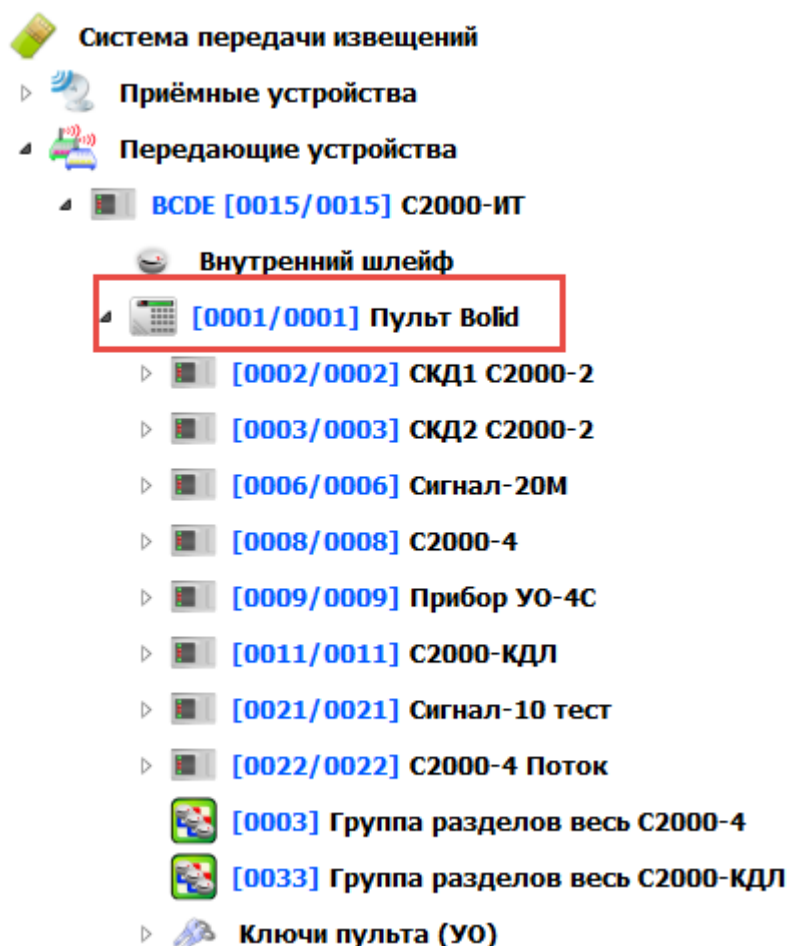 Система передачи извещений
Приёмные устройства
Передающие устройства
BCDE [0015/0015] С2000-ИТ
Внутренний шлейф
[0001/0001] Пульт Bolid
[0002/0002] СКД1 С2000-2
[0003/0003] СКД2 С2000-2
[0006/0006] Сигнал-20М
[0008/0008] С2000-4
[0009/0009] Прибор УО-4С
[0011/0011] С2000-КДЛ
[0021/0021] Сигнал-10 тест
[0022/0022] С2000-4 Поток
[0003] Группа разделов весь С2000-4
[0033] Группа разделов весь С2000-КДЛ
Ключи пульта (УО)